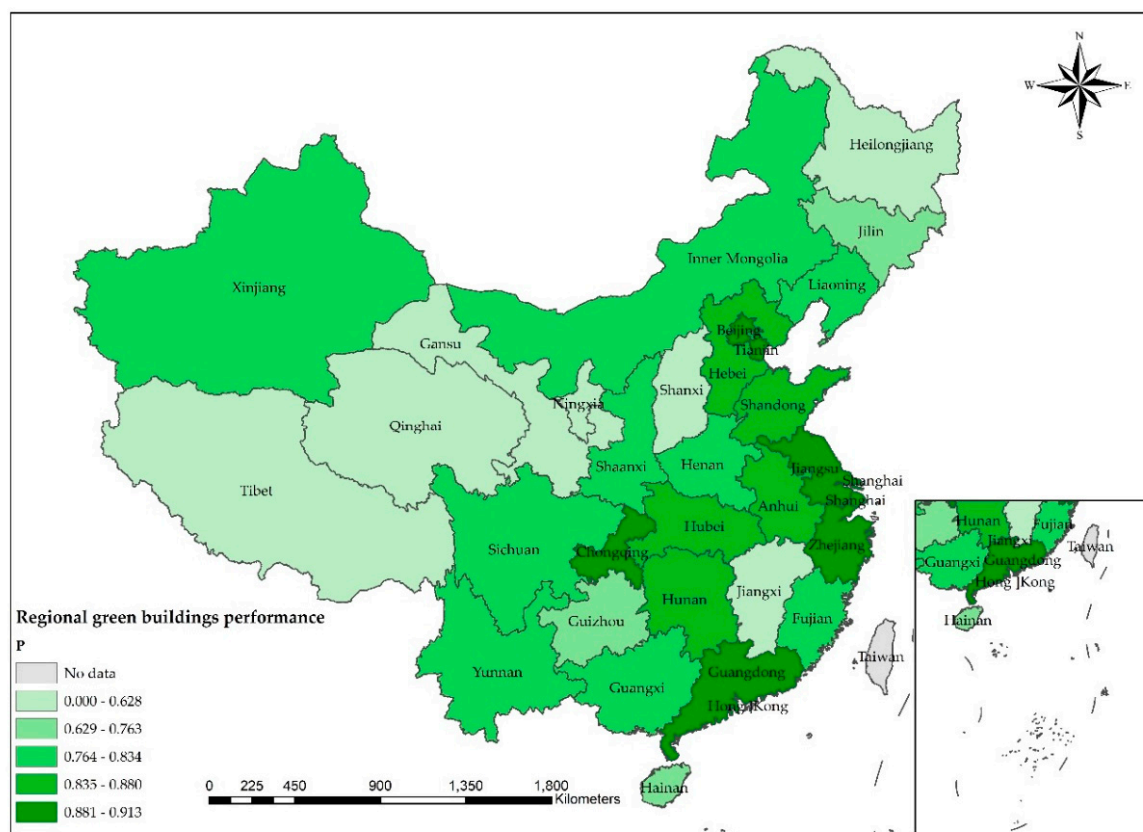 N
W E
S
Heilongjiang
Jilin
Inner Mongolia
Liaoning
Xinjiang
Gansu
Beijing
Tianjin
Hebei
Shanxi
Ningxia
Shandong
Qinghai
Shaanxi
Henan
Jiangsu
Shanghai
Shanghai
Anhui
Tibet
Hubei
Sichuan
Chongqing
Zhejiang
Hunan
Jiangxi
Guizhou
Fujian
Yunnan
Guangxi
Guangdong
Taiwan
Hong JKong
Hainan
Hunan
Fujian
Jiangxi
Taiwan
Guangxi
Guangdong
Hong JKong
Hainan
Regional green buildings performance
P
No data
0.000 - 0.628
0.629 - 0.763
0.764 - 0.834
0.835 - 0.880
0.881 - 0.913
0 225 450 900 1,350 1,800
Kilometers